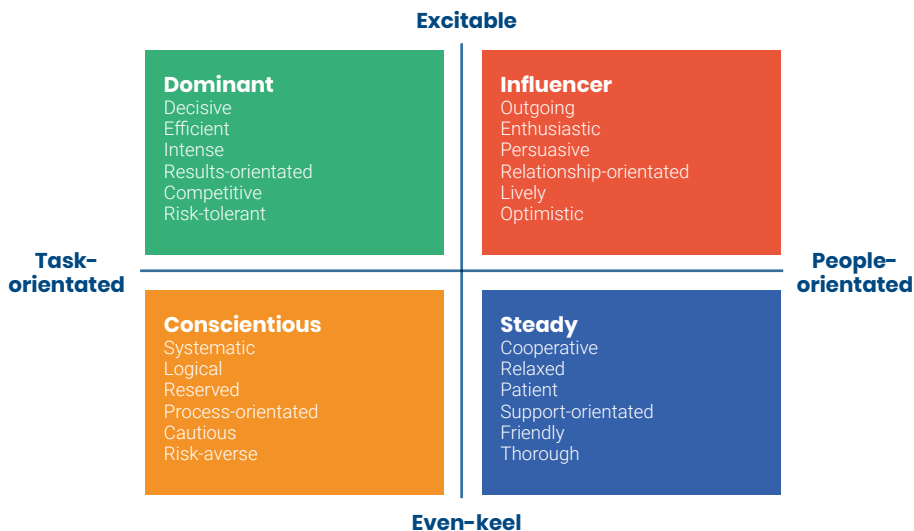 Excitable
Dominant
Decisive
Efficient
Intense
Results-orientated
Competitive
Risk-tolerant
Influencer
Outgoing
Enthusiastic
Persuasive
Relationship-orientated
Lively
Optimistic
Task-
orientated
People-
orientated
Conscientious
Systematic
Logical
Reserved
Process-orientated
Cautious
Risk-averse
Steady
Cooperative
Relaxed
Patient
Support-orientated
Friendly
Thorough
Even-keel